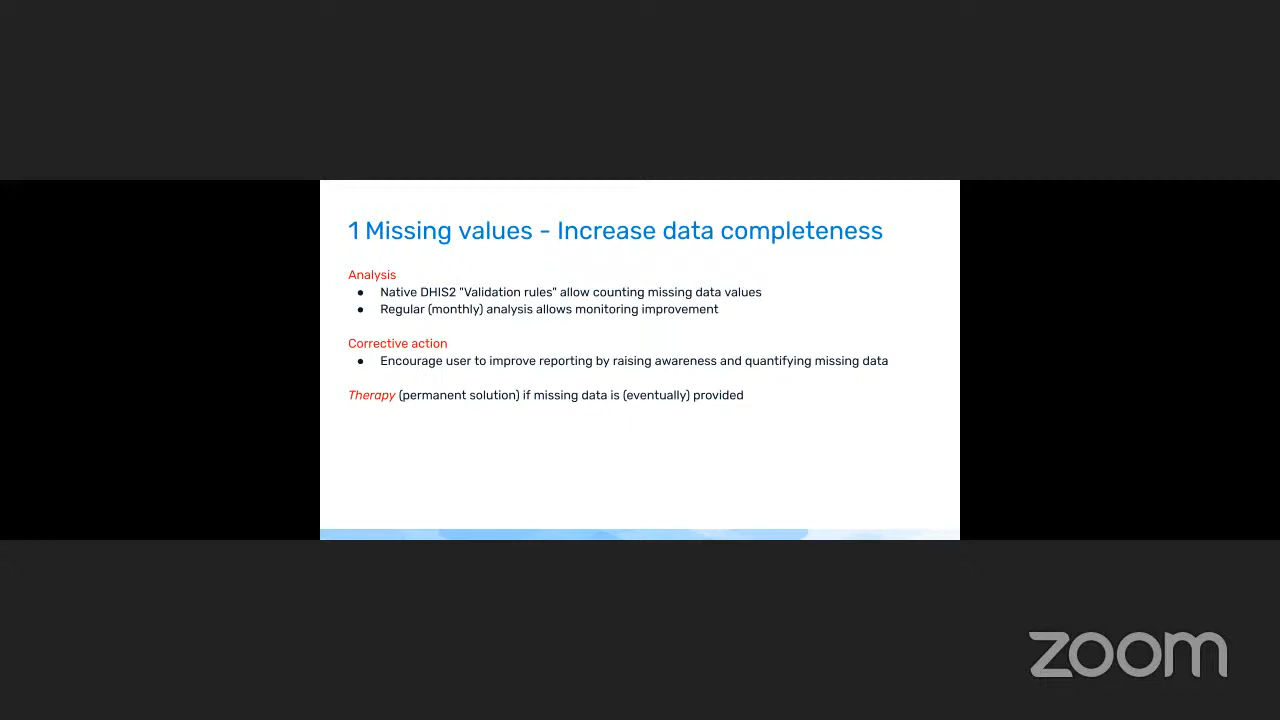 1 Missing values - Increase data completeness
Analysis
● Native DHIS2 "Validation rules" allow counting missing data values
● Regular (monthly) analysis allows monitoring improvement
Corrective action
● Encourage user to improve reporting by raising awareness and quantifying missing data
Therapy (permanent solution) if missing data is (eventually) provided
zoom